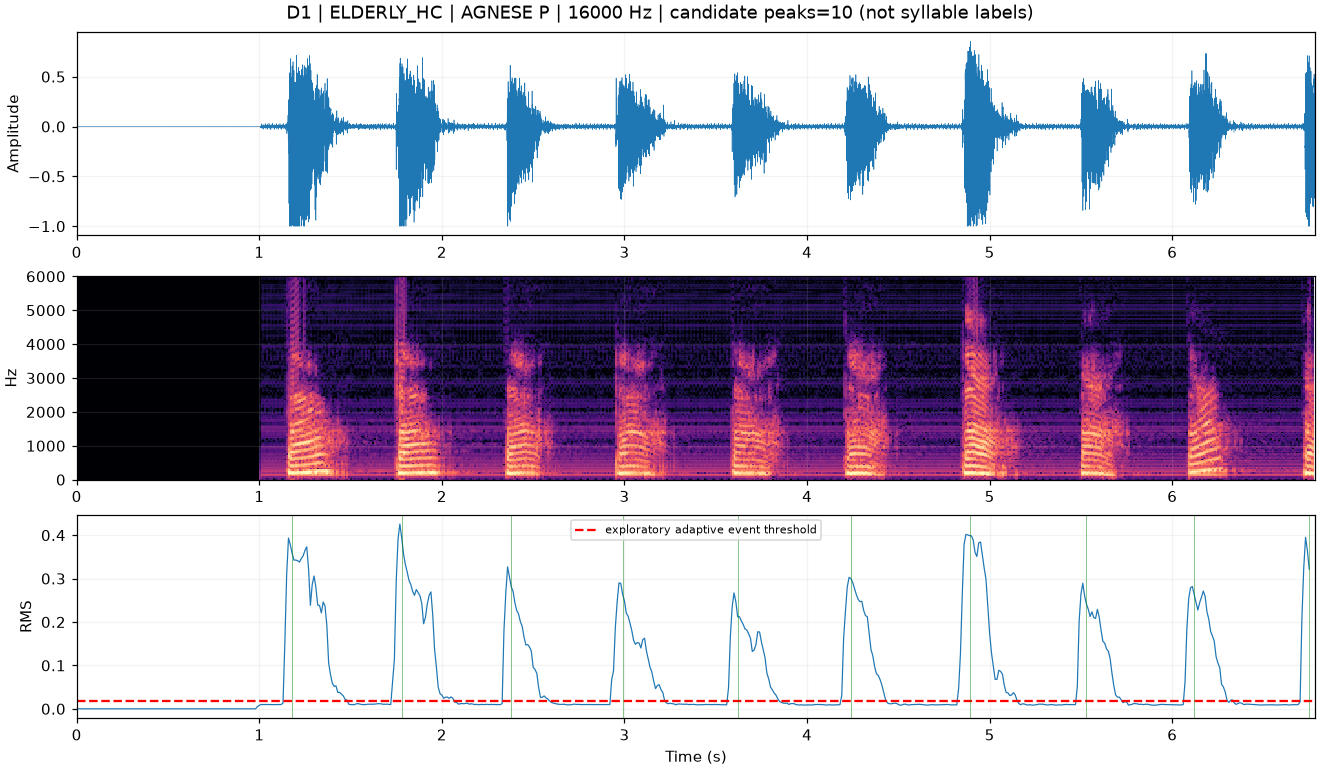 D1 | ELDERLY_HC | AGNESE P | 16000 Hz | candidate peaks=10 (not syllable labels)
Amplitude
0.5
0.0
−0.5
−1.0
0 1 2 3 4 5 6
Hz
6000
5000
4000
3000
2000
1000
0
0 1 2 3 4 5 6
exploratory adaptive event threshold
RMS
0.4
0.3
0.2
0.1
0.0
0 1 2 3 4 5 6
Time (s)